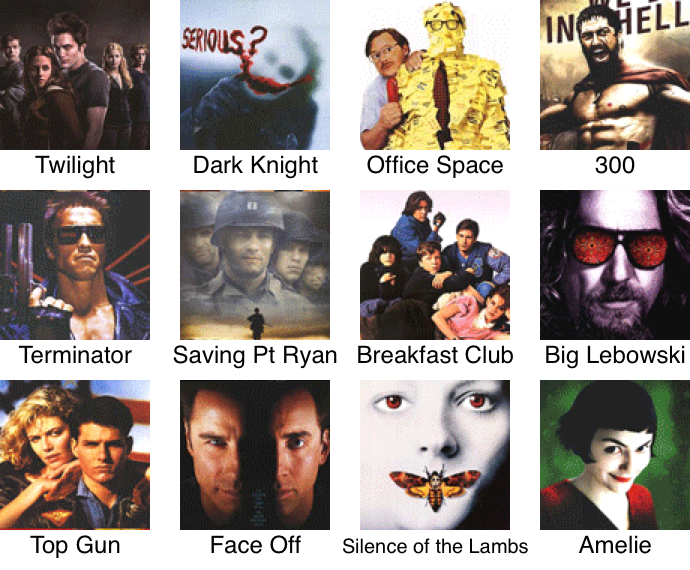 SERIOUS?
IN HELL
Twilight
Dark Knight
Office Space
300
Terminator
Saving Pt Ryan
Breakfast Club
Big Lebowski
Top Gun
Face Off
Silence of the Lambs
Amelie